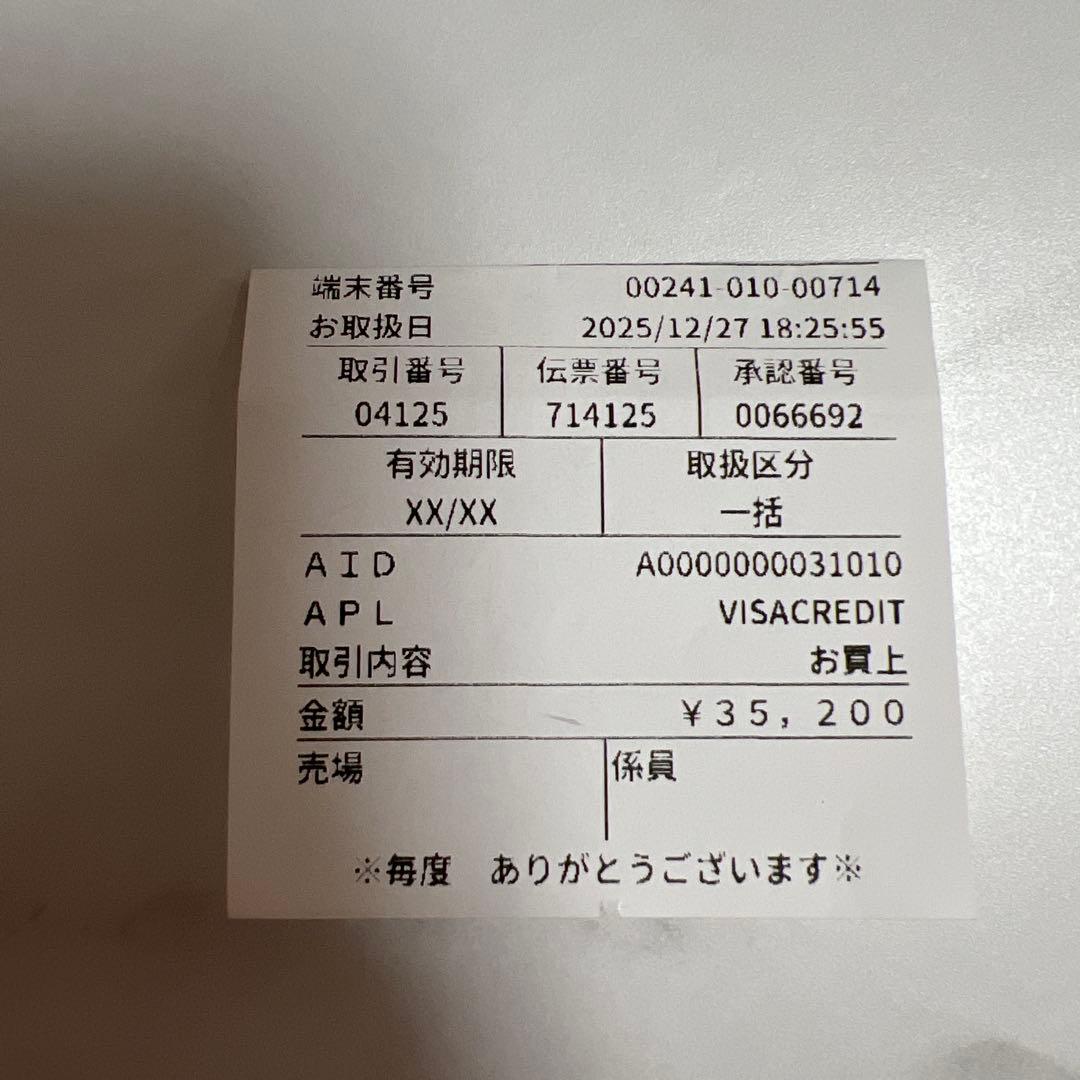 端末番号 00241-010-00714
お取扱日 2025/12/27 18:25:55
取引番号 伝票番号 承認番号
04125 714125 0066692
有効期限 取扱区分
XX/XX 一括
ＡＩＤ A0000000031010
ＡＰＬ VISACREDIT
取引内容 お買上
金額 ￥３５，２００
売場 係員
※毎度　ありがとうございます※